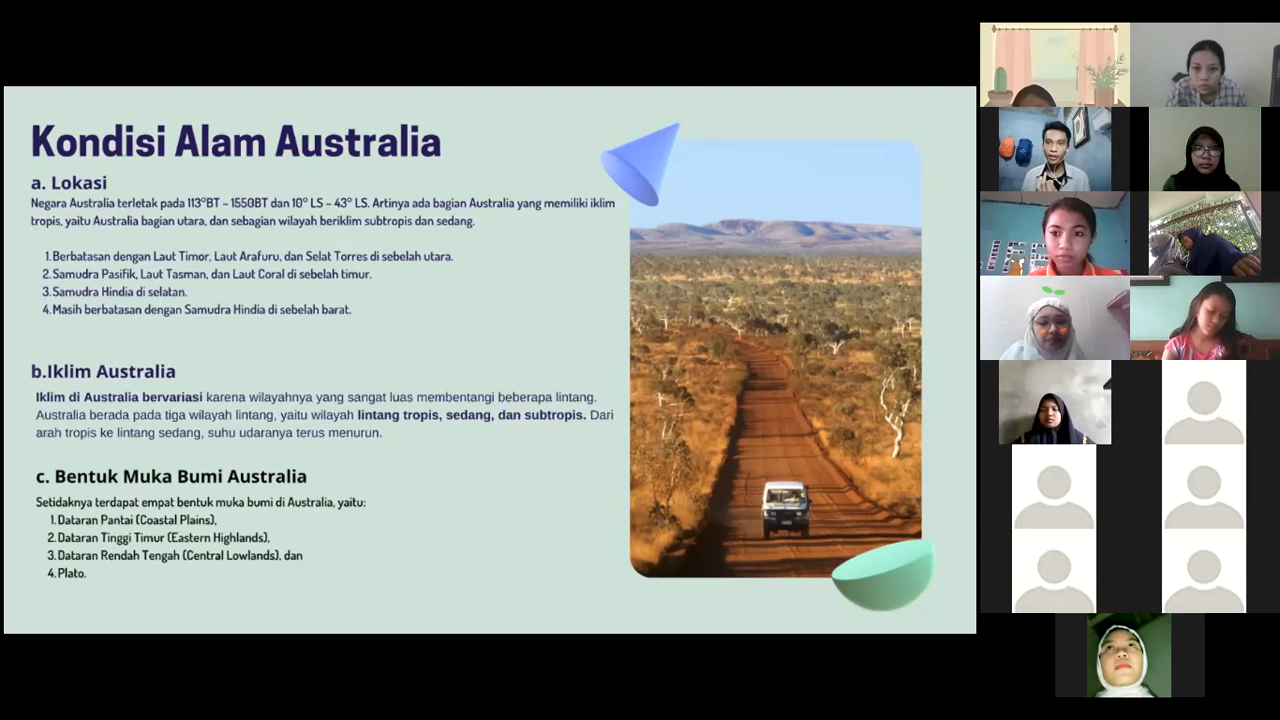 Kondisi Alam Australia
a. Lokasi
Negara Australia terletak pada 113°BT – 1550BT dan 10° LS – 43° LS. Artinya ada bagian Australia yang memiliki iklim
tropis, yaitu Australia bagian utara, dan sebagian wilayah beriklim subtropis dan sedang.
1. Berbatasan dengan Laut Timor, Laut Arafuru, dan Selat Torres di sebelah utara.
2. Samudra Pasifik, Laut Tasman, dan Laut Coral di sebelah timur.
3. Samudra Hindia di selatan.
4. Masih berbatasan dengan Samudra Hindia di sebelah barat.
b.Iklim Australia
Iklim di Australia bervariasi karena wilayahnya yang sangat luas membentangi beberapa lintang.
Australia berada pada tiga wilayah lintang, yaitu wilayah lintang tropis, sedang, dan subtropis. Dari
arah tropis ke lintang sedang, suhu udaranya terus menurun.
c. Bentuk Muka Bumi Australia
Setidaknya terdapat empat bentuk muka bumi di Australia, yaitu:
1. Dataran Pantai (Coastal Plains),
2. Dataran Tinggi Timur (Eastern Highlands),
3. Dataran Rendah Tengah (Central Lowlands), dan
4. Plato.